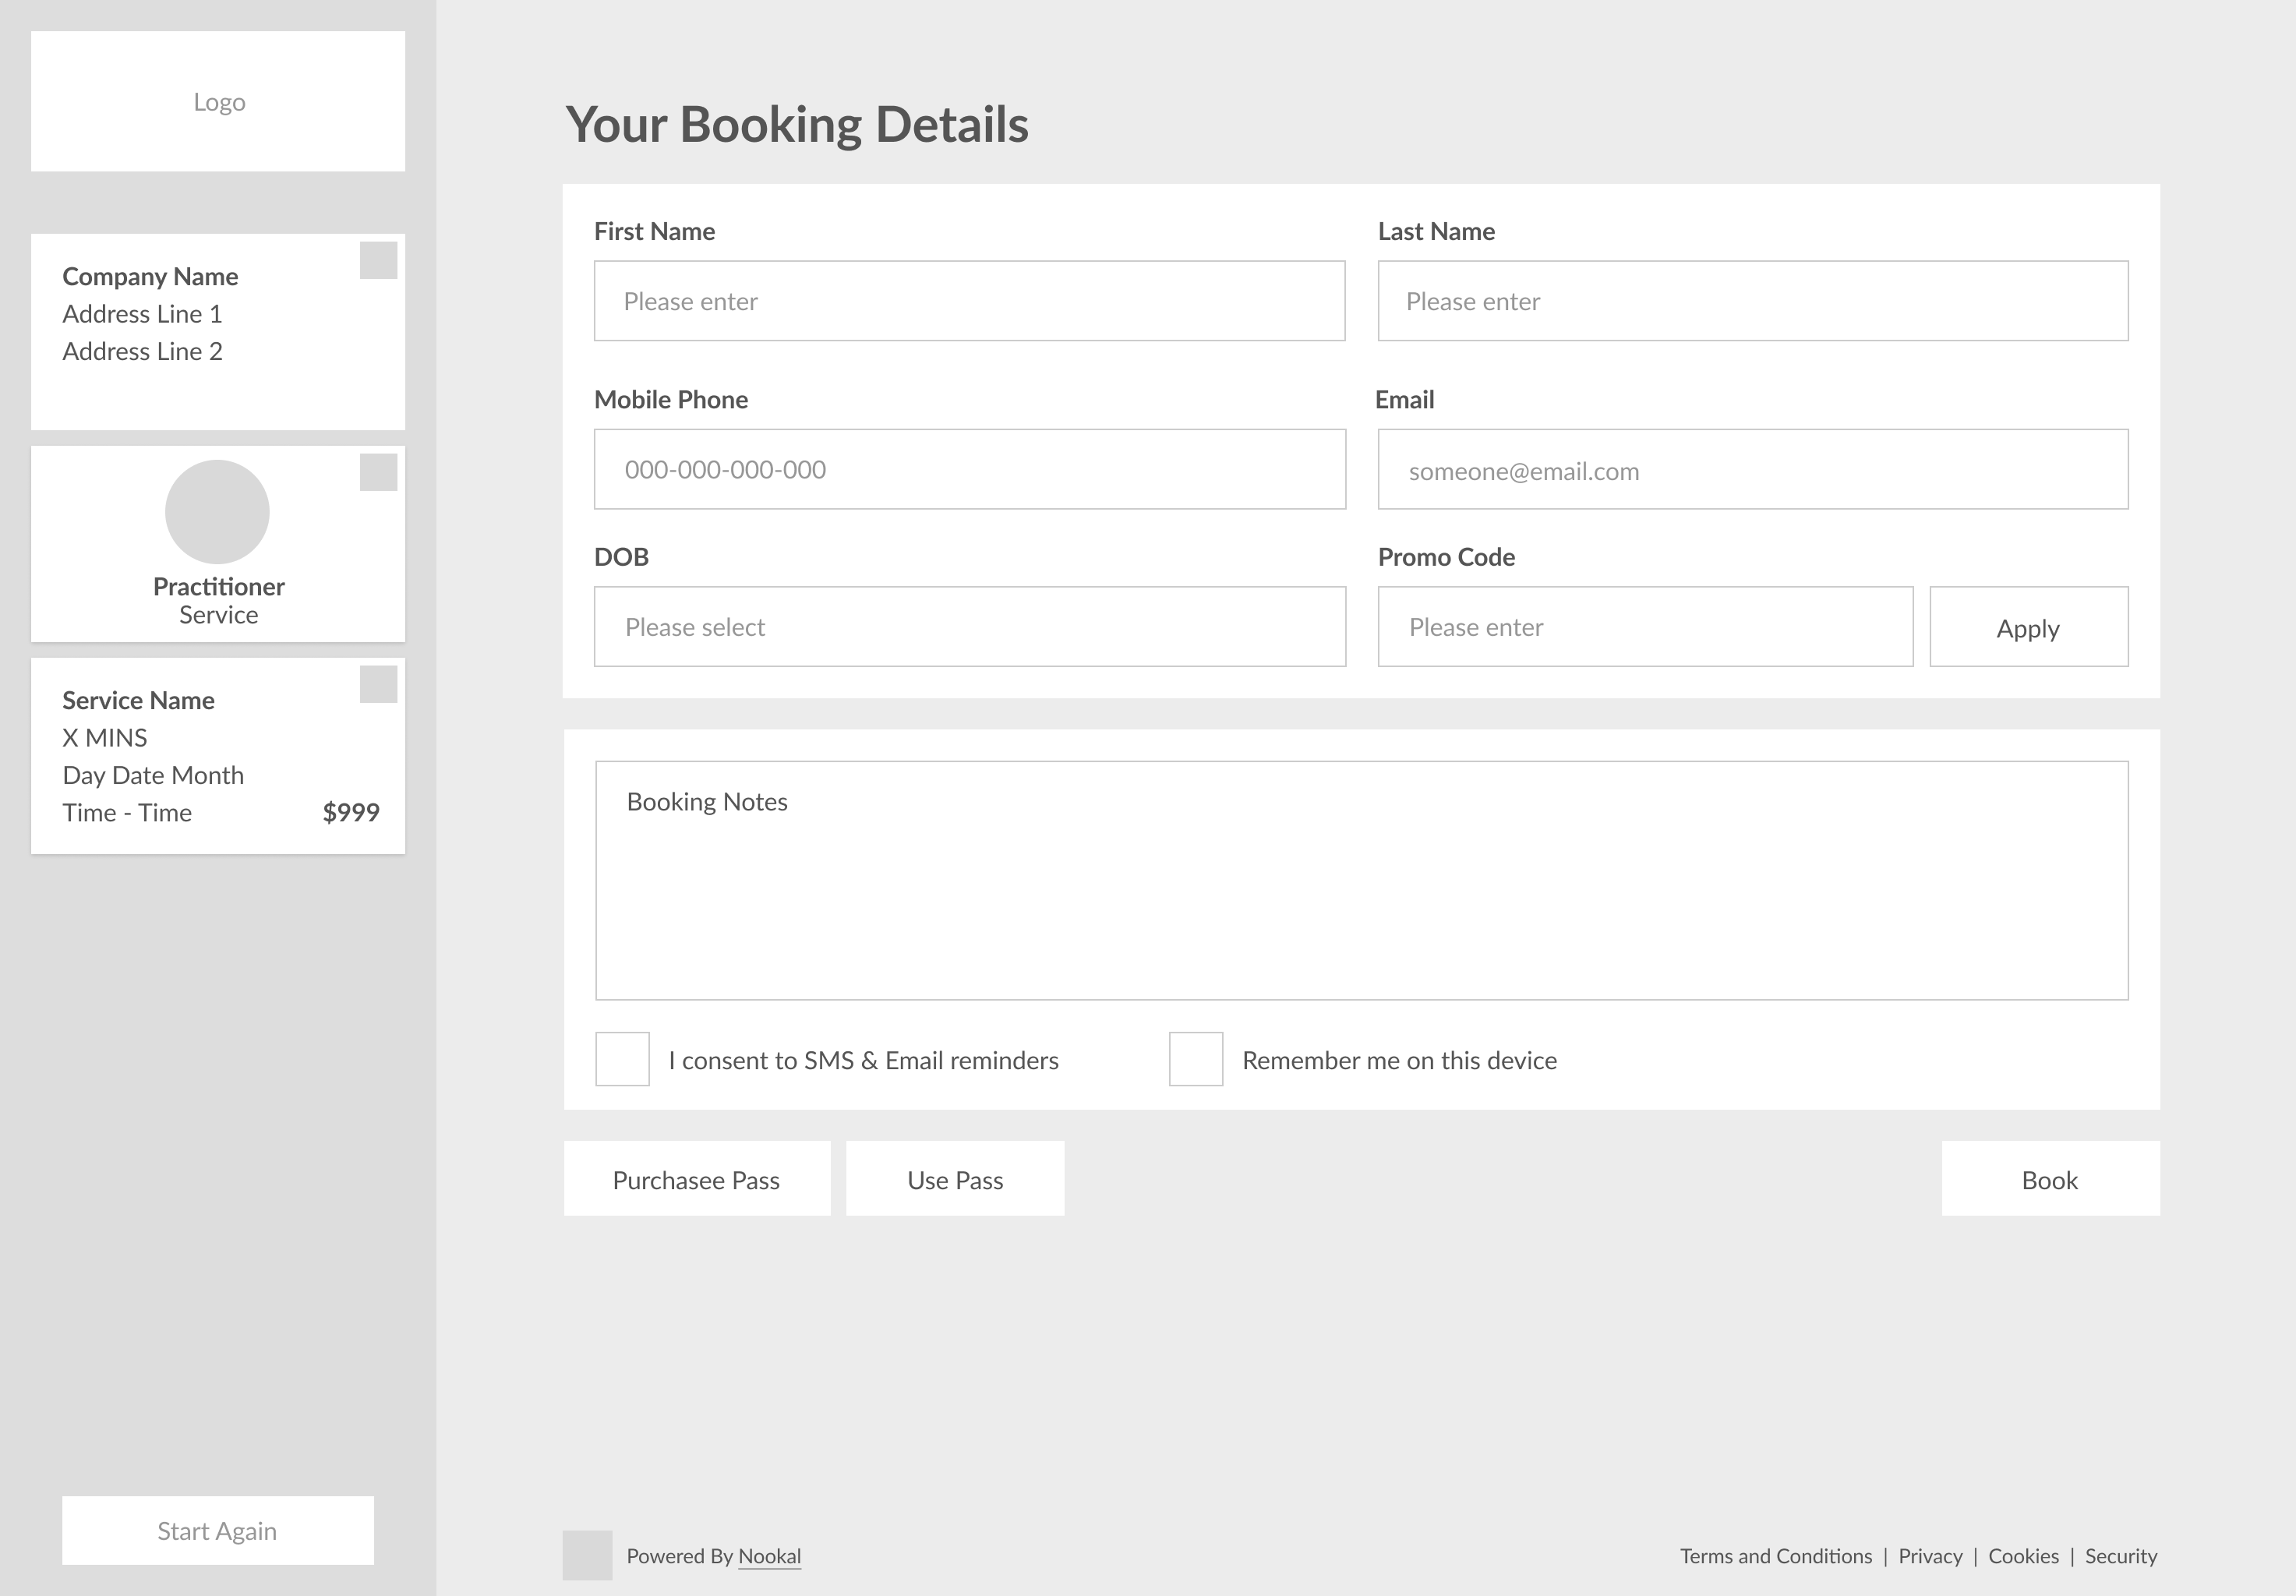 Logo
Company Name
Address Line 1
Address Line 2
Practitioner
Service
Service Name
X MINS
Day Date Month
Time - Time $999
Start Again
Your Booking Details
First Name Last Name
Please enter Please enter
Mobile Phone Email
000-000-000-000 someone@email.com
DOB Promo Code
Please select Please enter Apply
Booking Notes
I consent to SMS & Email reminders Remember me on this device
Purchasee Pass Use Pass Book
Powered By Nookal Terms and Conditions | Privacy | Cookies | Security